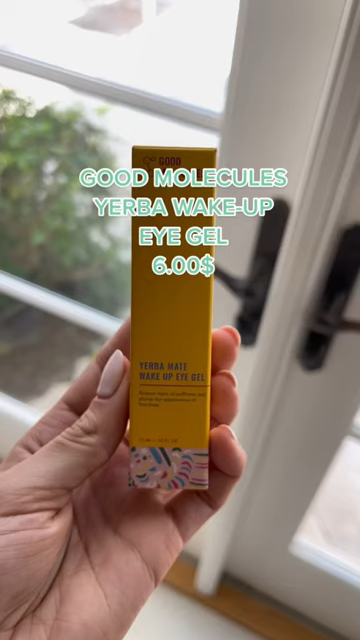 GOOD
GOOD MOLECULES
YERBA WAKE-UP
EYE GEL
6.00$
YERBA MATE
WAKE UP EYE GEL